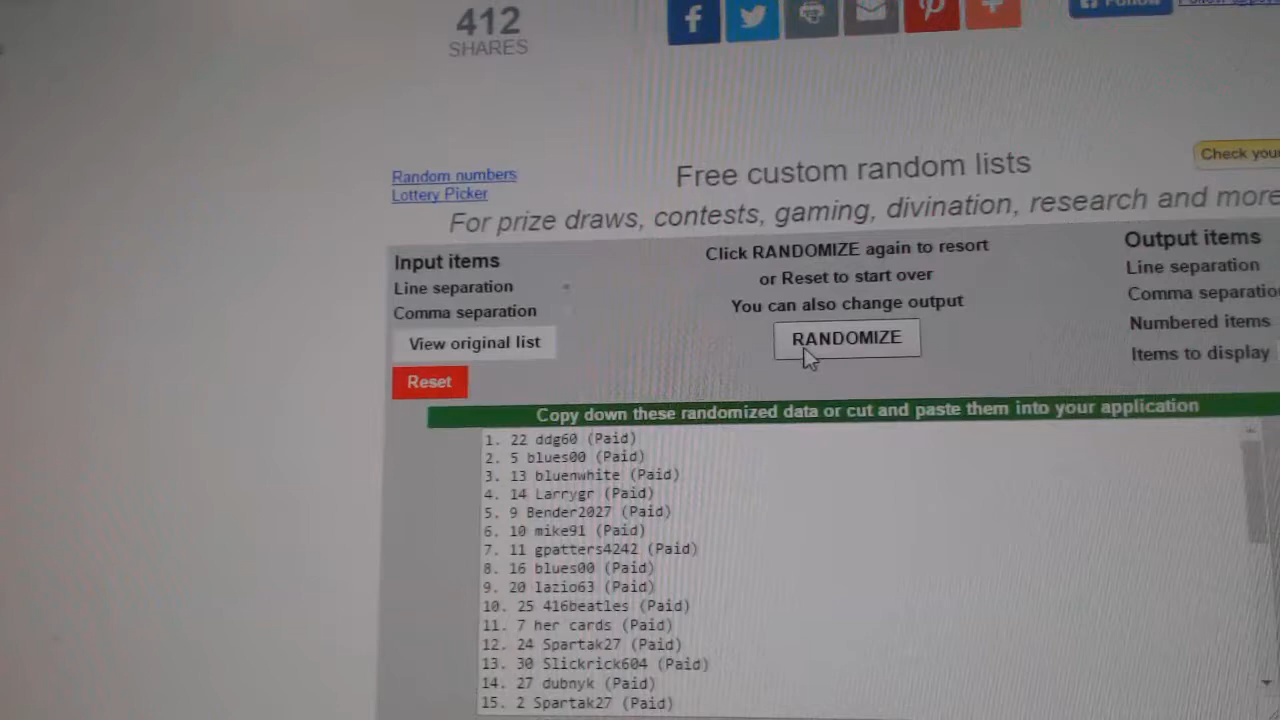 412
SHARES
Random numbers
Lottery Picker
Free custom random lists
Check your
For prize draws, contests, gaming, divination, research and more
Input items
Line separation
Comma separation
View original list
Reset
Click RANDOMIZE again to resort
or Reset to start over
You can also change output
RANDOMIZE
Output items
Line separation
Comma separatio
Numbered items
Items to display
Copy down these randomized data or cut and paste them into your application
1. 22 ddg60 (Paid)
2. 5 blues00 (Paid)
3. 13 bluenwhite (Paid)
4. 14 Larrygr (Paid)
5. 9 Bender2027 (Paid)
6. 10 mike91 (Paid)
7. 11 gpatters4242 (Paid)
8. 16 blues00 (Paid)
9. 20 lazio63 (Paid)
10. 25 416beatles (Paid)
11. 7 her cards (Paid)
12. 24 Spartak27 (Paid)
13. 30 Slickrick604 (Paid)
14. 27 dubnyk (Paid)
15. 2 Spartak27 (Paid)